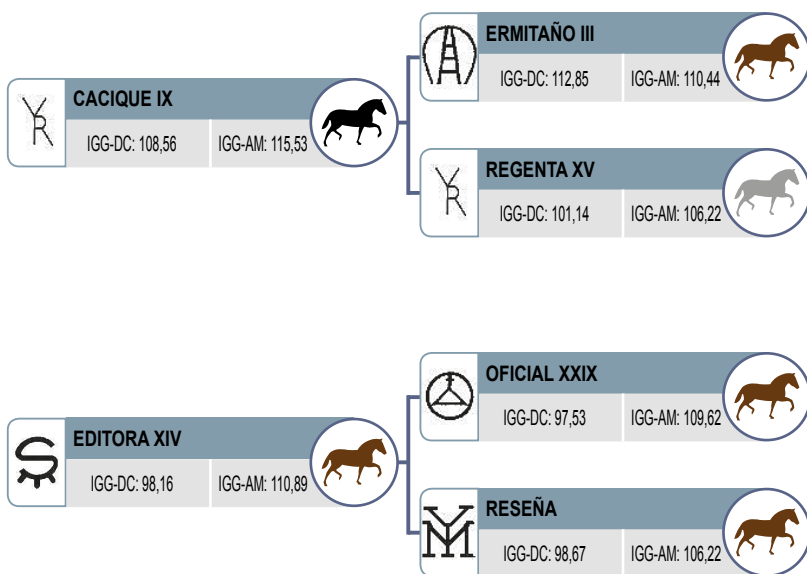 ERMITAÑO III
IGG-DC: 112,85 IGG-AM: 110,44
CACIQUE IX
IGG-DC: 108,56 IGG-AM: 115,53
REGENTA XV
IGG-DC: 101,14 IGG-AM: 106,22
OFICIAL XXIX
IGG-DC: 97,53 IGG-AM: 109,62
EDITORA XIV
IGG-DC: 98,16 IGG-AM: 110,89
RESEÑA
IGG-DC: 98,67 IGG-AM: 106,22